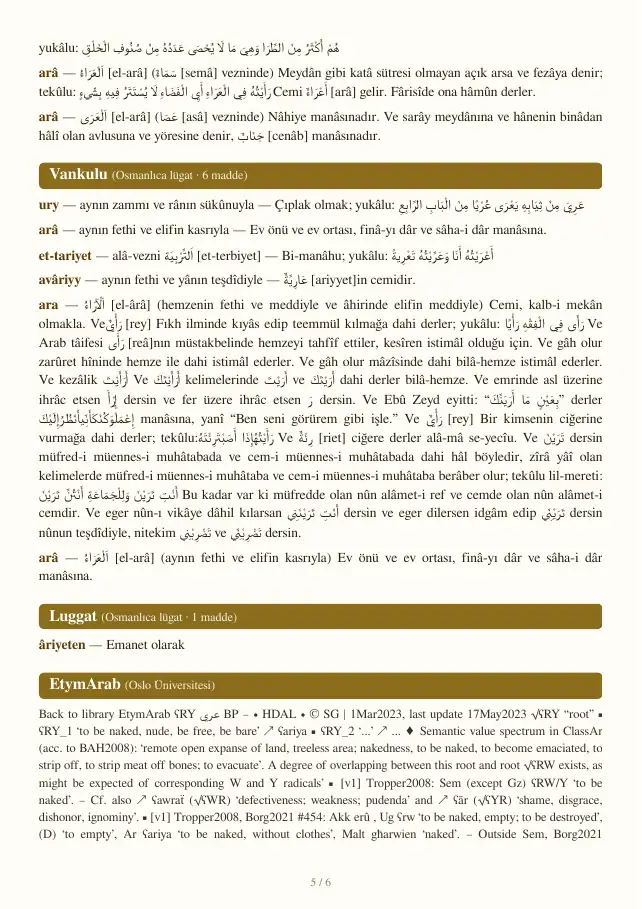 yukâlu: هُمْ أَكْثَرُ مِنَ الطَّرَا وَهِيَ مَا لَا يُحْصَى عَدَدُهُ مِنْ صُنُوفِ الْخَلْقِ
arâ — اَلْعَرَاءُ [el-arâ] (سَمَاءٌ [semâ] vezninde) Meydân gibi katâ sütresi olmayan açık arsa ve fezâya denir;
tekûlu: رَأَيْتُهُ فِي الْعَرَاءِ أَيِ الْفَضَاءِ لَا يُسْتَتَرُ فِيهِ بِشَيْءٍ Cemi أَعْرَاءٌ [arâ] gelir. Fârisîde ona hâmûn derler.
arâ — اَلْعَرَى [el-arâ] (عَصَا [asâ] vezninde) Nâhiye manâsınadır. Ve sarây meydânına ve hânenin binâdan
hâlî olan avlusuna ve yöresine denir, جَنَابٌ [cenâb] manâsınadır.
Vankulu (Osmanlıca lügat · 6 madde)
ury — aynın zammı ve rânın sükûnuyla — Çıplak olmak; yukâlu: عَرِيَ مِنْ ثِيَابِهِ يَعْرَى عُرْيًا مِنَ الْبَابِ الرَّابِعِ
arâ — aynın fethi ve elifin kasrıyla — Ev önü ve ev ortası, finâ-yı dâr ve sâha-i dâr manâsına.
et-tariyet — alâ-vezni اَلتَّرْبِيَة [et-terbiyet] — Bi-manâhu; yukâlu: أَعْرَيْتُهُ أَنَا وَعَرَّيْتُهُ تَعْرِيةً
avâriyy — aynın fethi ve yânın teşdîdiyle — عَارِيَّةٌ [ariyyet]in cemidir.
ara — اَلْآرَاءُ [el-ârâ] (hemzenin fethi ve meddiyle ve âhirinde elifin meddiyle) Cemi, kalb-i mekân
olmakla. Ve رَأْيٌ [rey] Fıkh ilminde kıyâs edip teemmül kılmağa dahi derler; yukâlu: رَأَى فِي الْفِقْهِ رَأْيًا Ve
Arab tâifesi رَأَى [reâ]nın müstakbelinde hemzeyi tahfîf ettiler, kesîren istimâl olduğu için. Ve gâh olur
zarûret hîninde hemze ile dahi istimâl ederler. Ve gâh olur mâzîsinde dahi bilâ-hemze istimâl ederler.
Ve kezâlik أَرَأَيْتَ Ve أَرَأَيْتَكَ kelimelerinde أَرَيْتَ ve أَرَيْتَكَ dahi derler bilâ-hemze. Ve emrinde asl üzerine
ihrâc etsen إِرْأَ dersin ve fer üzere ihrâc etsen رَ dersin. Ve Ebû Zeyd eyitti: “بِعَيْنٍ مَا أَرَيَنَّكَ” derler
إِعْمَلْوَكُنْكَأَنِّيأَنْظُرُإِلَيْكَ manâsına, yanî “Ben seni görürem gibi işle.” Ve رَأْيٌ [rey] Bir kimsenin ciğerine
vurmağa dahi derler; tekûlu: رَأَيْتُهُإِذَا أَصَبْتَرِئَتَهُ Ve رِئَةٌ [riet] ciğere derler alâ-mâ se-yecîu. Ve تَرَيْنَ dersin
müfred-i müennes-i muhâtabada ve cem-i müennes-i muhâtabada dahi hâl böyledir, zîrâ yâî olan
kelimelerde müfred-i müennes-i muhâtaba ve cem-i müennes-i muhâtaba berâber olur; tekûlu lil-mereti:
أَنْتِ تَرَيْنَ وَلِلْجَمَاعَةِ أَنْتُنَّ تَرَيْنَ Bu kadar var ki müfredde olan nûn alâmet-i ref ve cemde olan nûn alâmet-i
cemdir. Ve eger nûn-ı vikâye dâhil kılarsan أَنْتِ تَرَيْنَنِي dersin ve eger dilersen idgâm edip تَرَيْنِّي dersin
nûnun teşdîdiyle, nitekim تَضْرِبْنِي ve تَضْرِبِينِّي dersin.
arâ — اَلْعَرَاءُ [el-arâ] (aynın fethi ve elifin kasrıyla) Ev önü ve ev ortası, finâ-yı dâr ve sâha-i dâr
manâsına.
Luggat (Osmanlıca lügat · 1 madde)
âriyeten — Emanet olarak
EtymArab (Oslo Üniversitesi)
Back to library EtymArab ʕRY عري BP – • HDAL • © SG | 1Mar2023, last update 17May2023 √ʕRY “root” ▪
ʕRY_1 ‘to be naked, nude, be free, be bare’ ↗ ʕariya ▪ ʕRY_2 ‘...’ ↗ ... ♦ Semantic value spectrum in ClassAr
(acc. to BAH2008): ‘remote open expanse of land, treeless area; nakedness, to be naked, to become emaciated, to
strip off, to strip meat off bones; to evacuate’. A degree of overlapping between this root and root √ʕRW exists, as
might be expected of corresponding W and Y radicals’ ▪ [v1] Tropper2008: Sem (except Gz) ʕRW/Y ‘to be
naked’. – Cf. also ↗ ʕawraẗ (√ʕWR) ‘defectiveness; weakness; pudenda’ and ↗ ʕār (√ʕYR) ‘shame, disgrace,
dishonor, ignominy’. ▪ [v1] Tropper2008, Borg2021 #454: Akk erû , Ug ʕrw ‘to be naked, empty; to be destroyed’,
(D) ‘to empty’, Ar ʕariya ‘to be naked, without clothes’, Malt għarwien ‘naked’. – Outside Sem, Borg2021
5 / 6